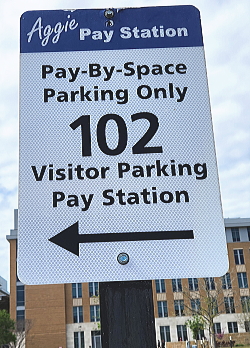 Aggie Pay Station
Pay-By-Space
Parking Only
102
Visitor Parking
Pay Station